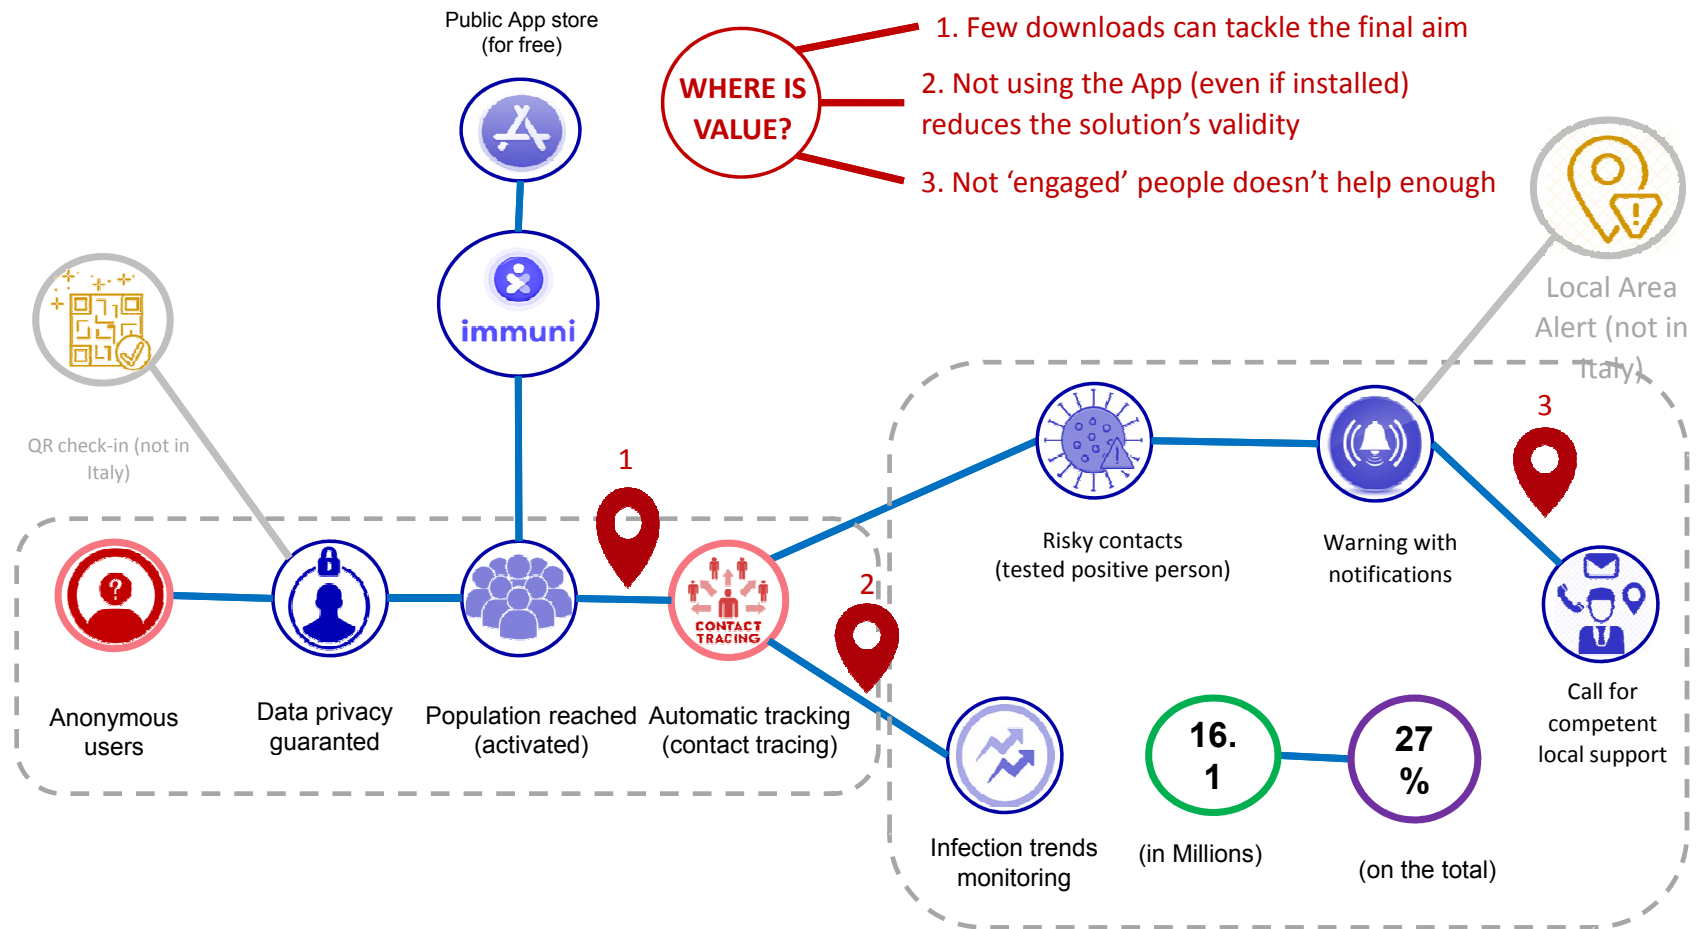 Public App store
(for free)
WHERE IS
VALUE?
1. Few downloads can tackle the final aim
2. Not using the App (even if installed)
reduces the solution’s validity
3. Not ‘engaged’ people doesn’t help enough
immuni
Local Area
Alert (not in
Italy)
QR check-in (not in
Italy)
1
2
3
?
CONTACT
TRACING
Risky contacts
(tested positive person)
Warning with
notifications
Anonymous
users
Data privacy
guaranted
Population reached
(activated)
Automatic tracking
(contact tracing)
Call for
competent
local support
Infection trends
monitoring
16.
1
(in Millions)
27
%
(on the total)